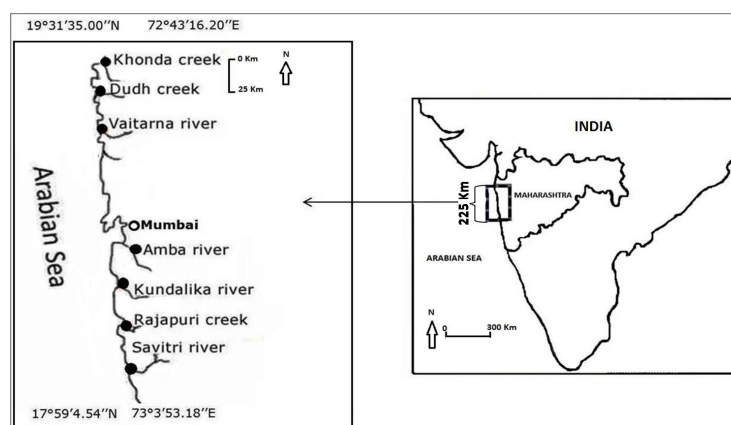 19°31'35.00''N 72°43'16.20''E
Khonda creek
0 Km
N
Dudh creek
25 Km
Vaitarna river
Arabian Sea
Mumbai
Amba river
Kundalika river
Rajapuri creek
Savitri river
17°59'4.54''N 73°3'53.18''E
INDIA
MAHARASHTRA
225 Km
ARABIAN SEA
N
0 300 Km